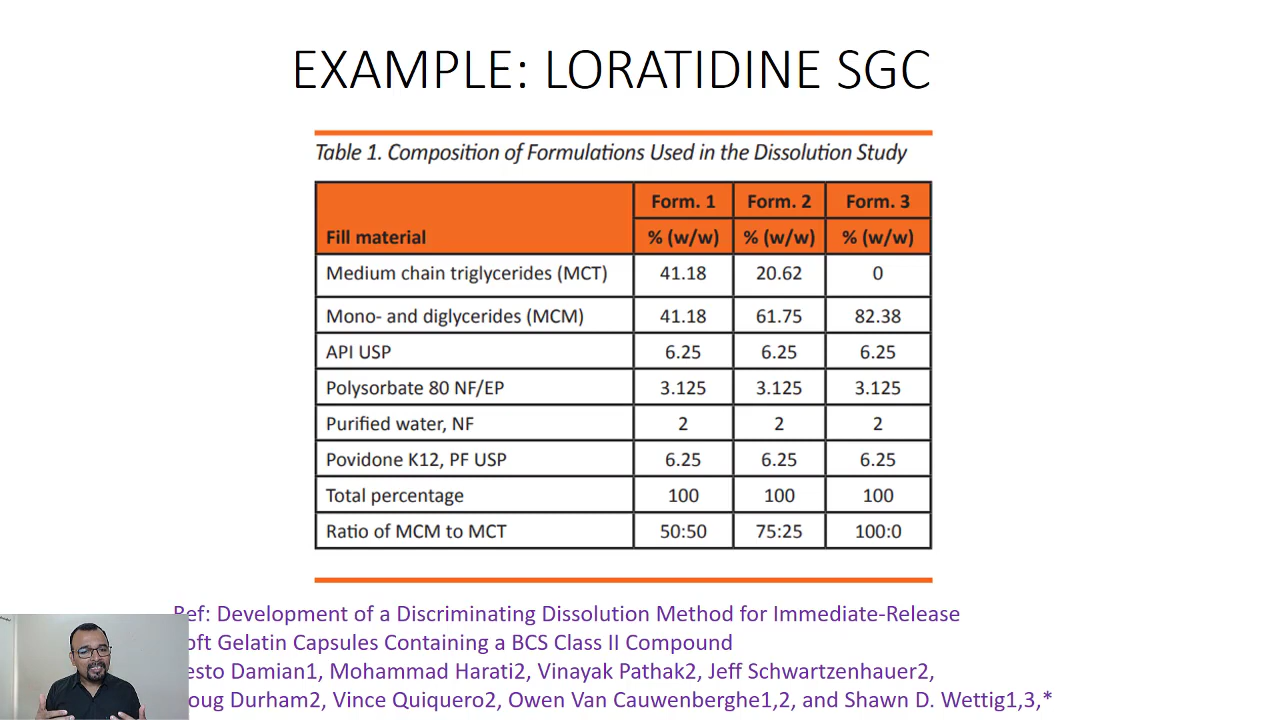 EXAMPLE: LORATIDINE SGC
Table 1. Composition of Formulations Used in the Dissolution Study
Fill material Form. 1 Form. 2 Form. 3
% (w/w) % (w/w) % (w/w)
Medium chain triglycerides (MCT) 41.18 20.62 0
Mono- and diglycerides (MCM) 41.18 61.75 82.38
API USP 6.25 6.25 6.25
Polysorbate 80 NF/EP 3.125 3.125 3.125
Purified water, NF 2 2 2
Povidone K12, PF USP 6.25 6.25 6.25
Total percentage 100 100 100
Ratio of MCM to MCT 50:50 75:25 100:0
Ref: Development of a Discriminating Dissolution Method for Immediate-Release
Gelatin Capsules Containing a BCS Class II Compound
Damian1, Mohammad Harati2, Vinayak Pathak2, Jeff Schwartzenhauer2,
Durham2, Vince Quiquero2, Owen Van Cauwenberghe1,2, and Shawn D. Wettig1,3,*